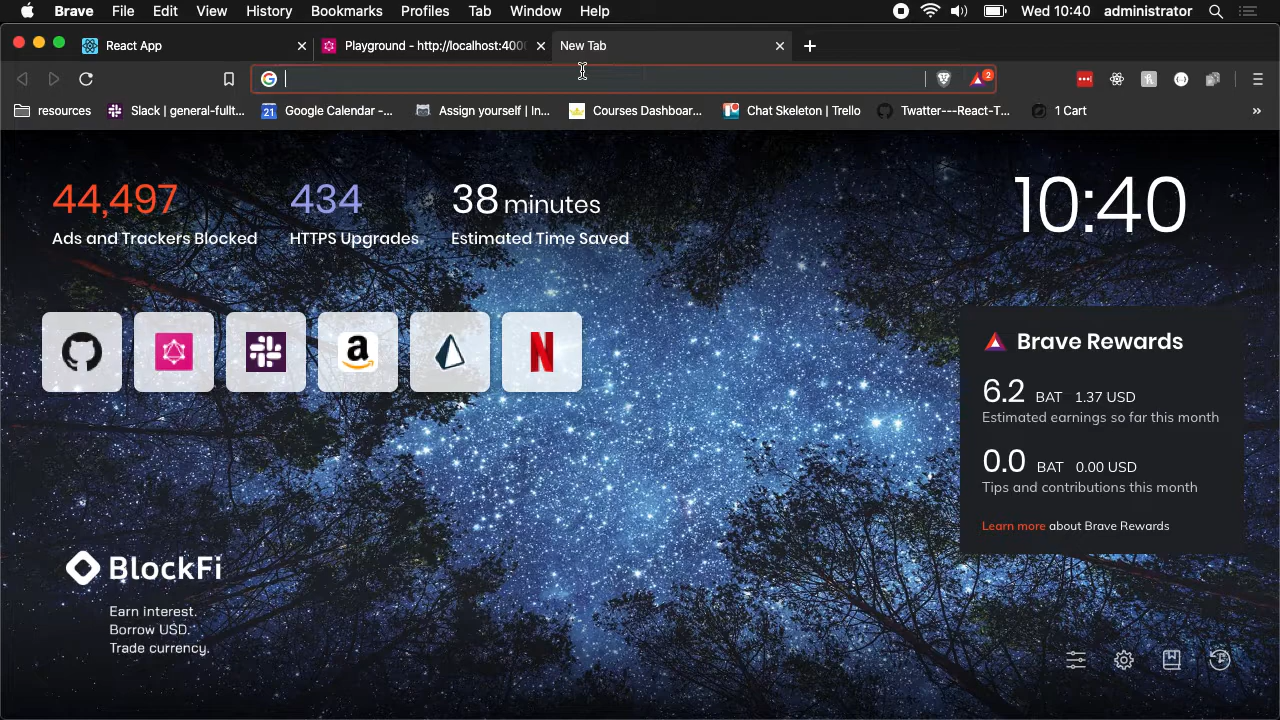 Brave File Edit View History Bookmarks Profiles Tab Window Help Wed 10:40 administrator
React App Playground - http://localhost:400 New Tab
2
resources Slack | general-fullt... 21 Google Calendar -... Assign yourself | In... Courses Dashboar... Chat Skeleton | Trello Twatter---React-T... 1 Cart »
44,497 434 38 minutes
Ads and Trackers Blocked HTTPS Upgrades Estimated Time Saved
10:40
Brave Rewards
6.2 BAT 1.37 USD
Estimated earnings so far this month
0.0 BAT 0.00 USD
Tips and contributions this month
Learn more about Brave Rewards
BlockFi
Earn interest.
Borrow USD.
Trade currency.